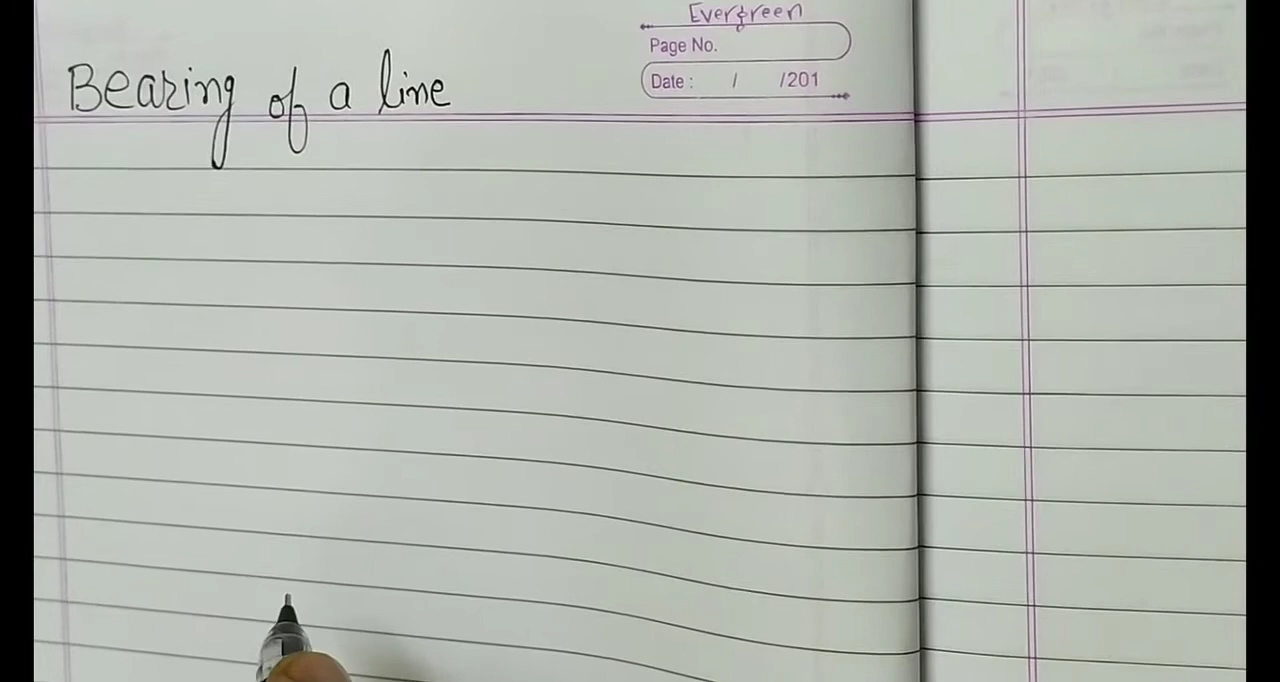 Evergreen
Page No.
Date : / /201
Bearing of a line